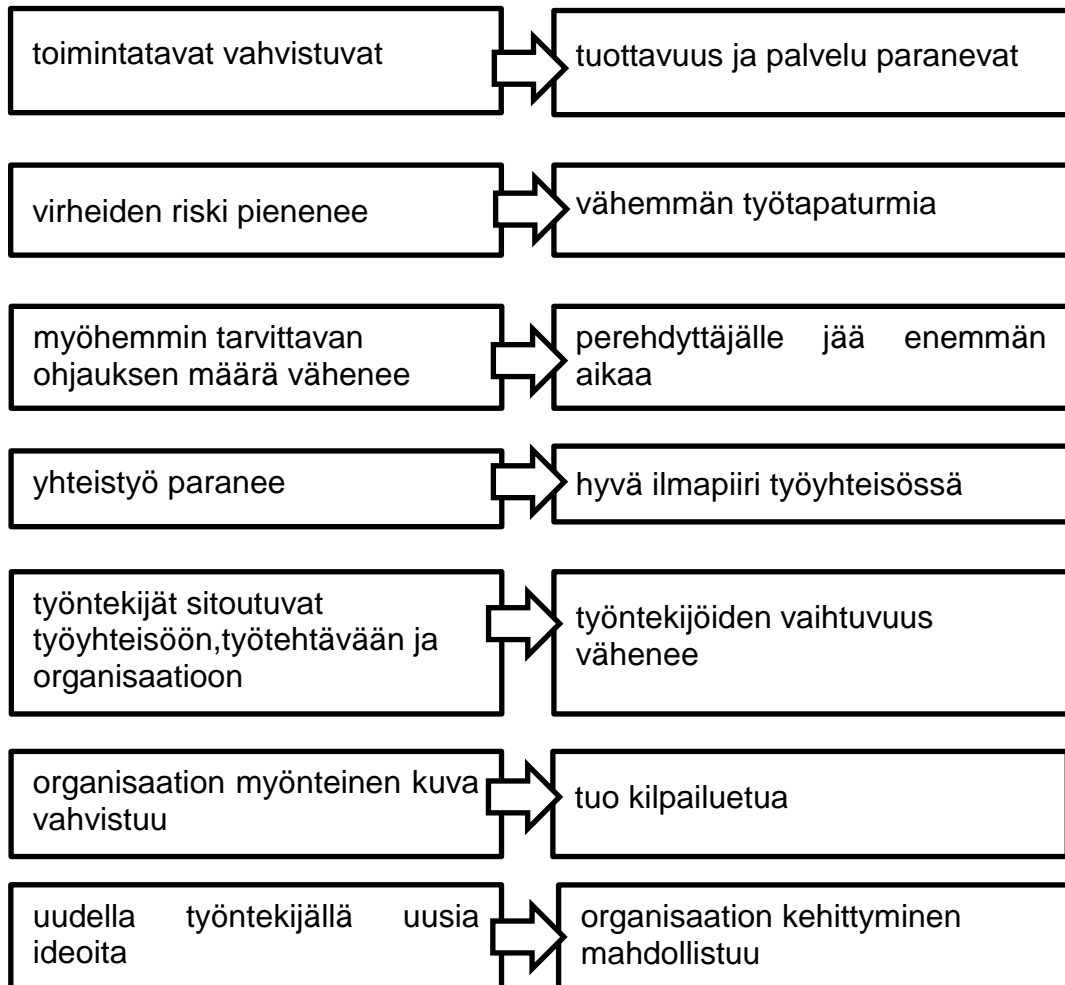 toimintatavat vahvistuvat
tuottavuus ja palvelu paranevat
virheiden riski pienenee
vähemmän työtapaturmia
myöhemmin tarvittavan
ohjauksen määrä vähenee
perehdyttäjälle jää enemmän
aikaa
yhteistyö paranee
hyvä ilmapiiri työyhteisössä
työntekijät sitoutuvat
työyhteisöön,työtehtävään ja
organisaatioon
työntekijöiden vaihtuvuus
vähenee
organisaation myönteinen kuva
vahvistuu
tuo kilpailuetua
uudella työntekijällä uusia
ideoita
organisaation kehittyminen
mahdollistuu